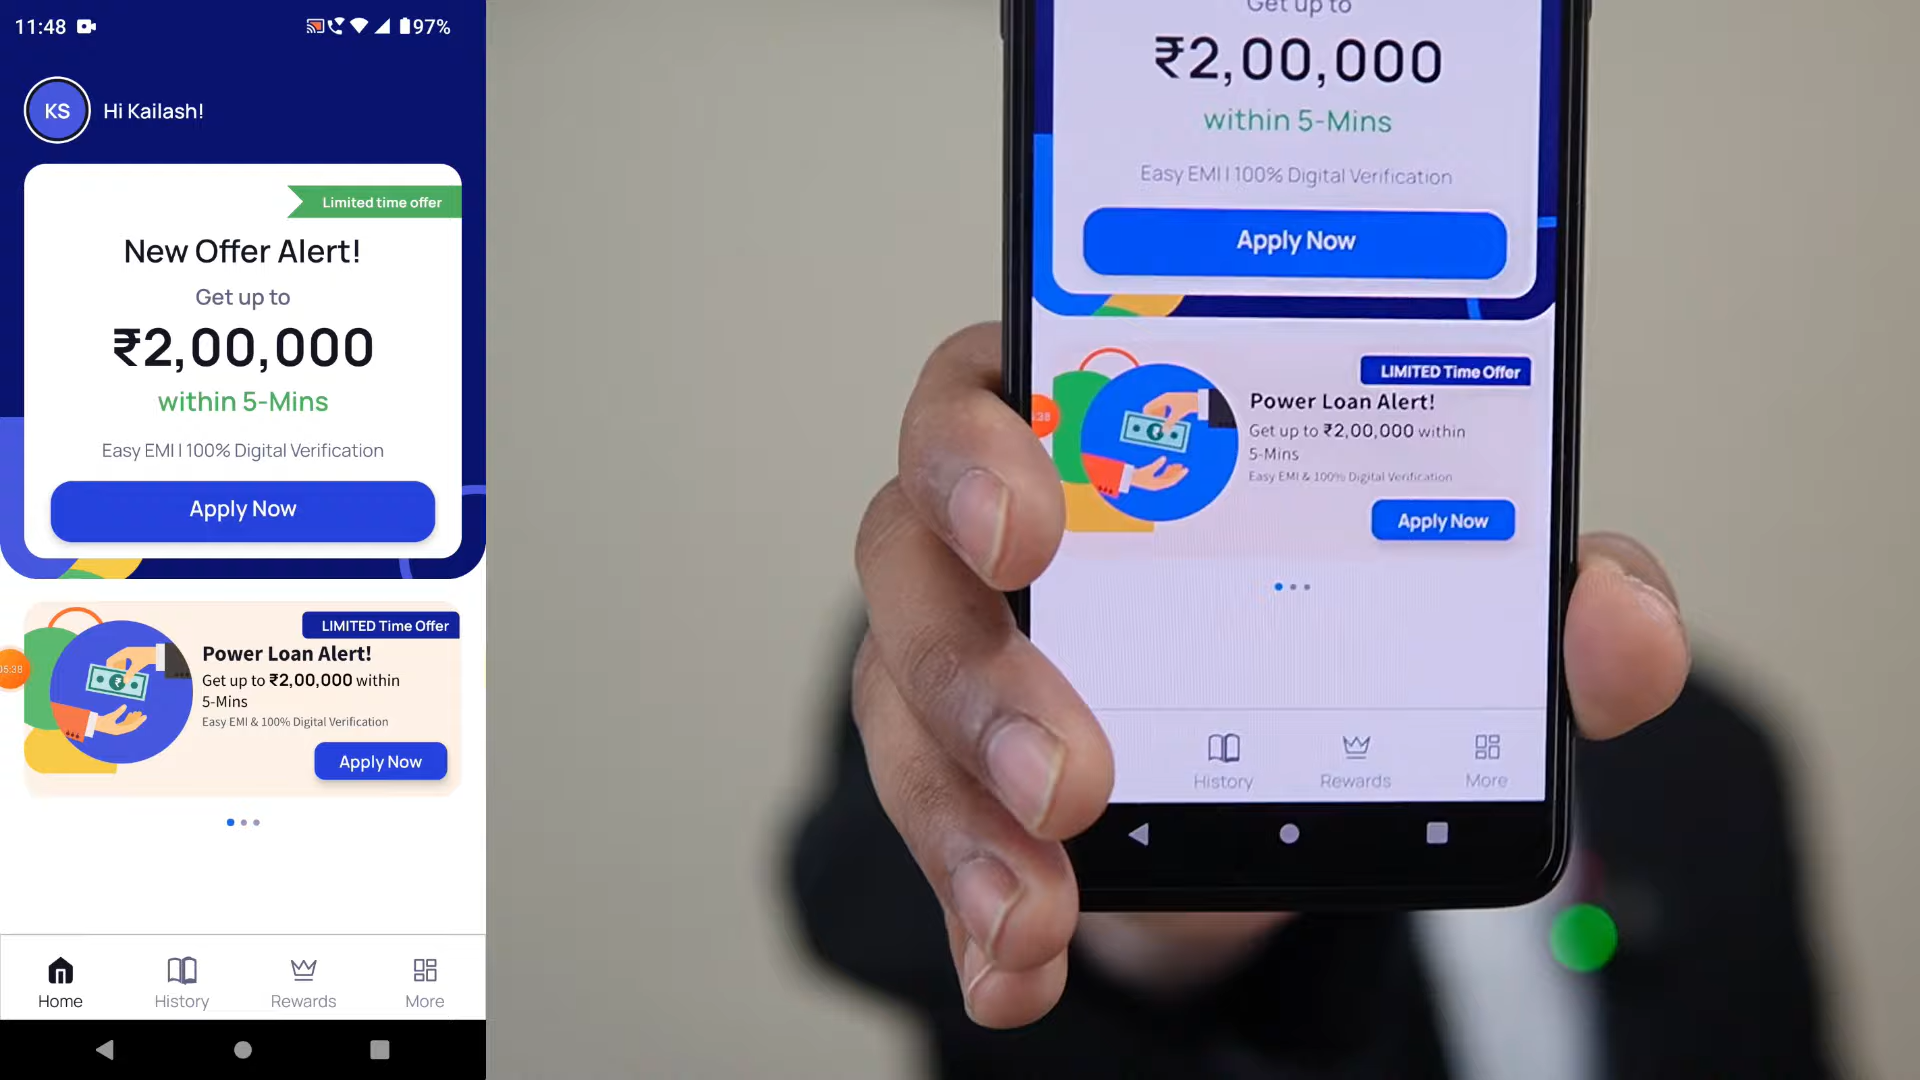 11:48
97%
KS
Hi Kailash!
Limited time offer
New Offer Alert!
Get up to
₹2,00,000
within 5-Mins
Easy EMI | 100% Digital Verification
Apply Now
LIMITED Time Offer
Power Loan Alert!
Get up to ₹2,00,000 within
5-Mins
Easy EMI & 100% Digital Verification
Apply Now
05:38
Home
History
Rewards
More
Get up to
₹2,00,000
within 5-Mins
Easy EMI | 100% Digital Verification
Apply Now
LIMITED Time Offer
Power Loan Alert!
Get up to ₹2,00,000 within
5-Mins
Easy EMI & 100% Digital Verification
Apply Now
:38
History
Rewards
More